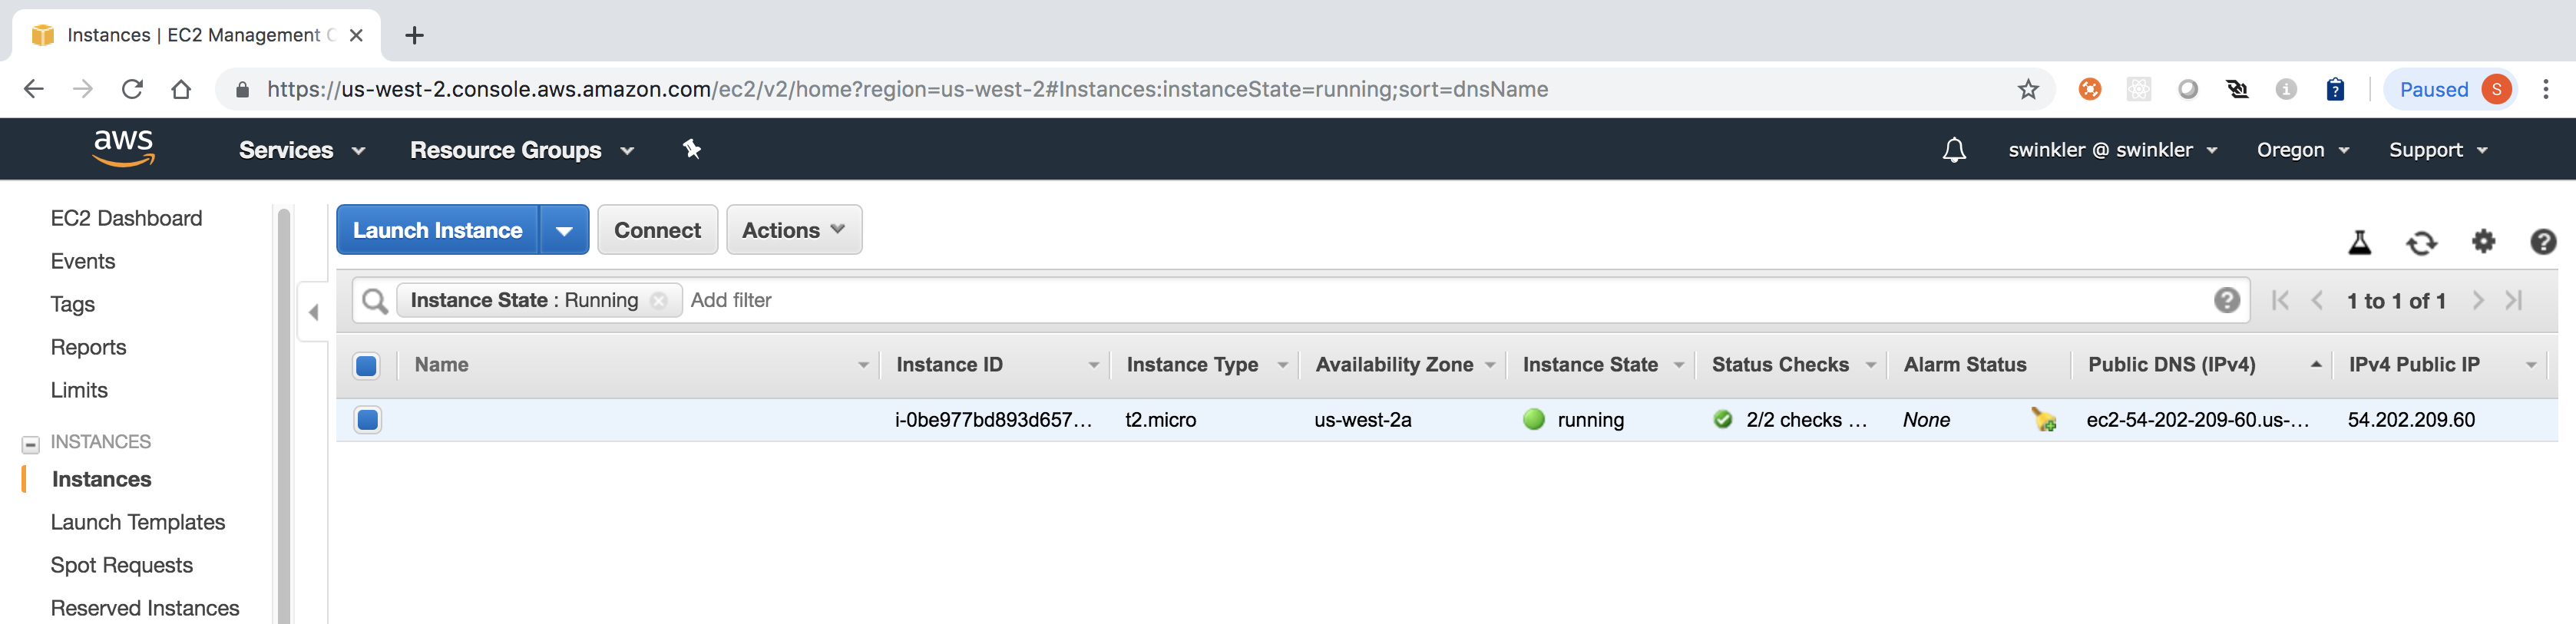 Instances | EC2 Management C
https://us-west-2.console.aws.amazon.com/ec2/v2/home?region=us-west-2#Instances:instanceState=running;sort=dnsName
Paused S
aws Services Resource Groups swinkler @ swinkler Oregon Support
EC2 Dashboard
Events
Tags
Reports
Limits
INSTANCES
Instances
Launch Templates
Spot Requests
Reserved Instances
Launch Instance Connect Actions
Instance State : Running Add filter 1 to 1 of 1
Name Instance ID Instance Type Availability Zone Instance State Status Checks Alarm Status Public DNS (IPv4) IPv4 Public IP
i-0be977bd893d657... t2.micro us-west-2a running 2/2 checks ... None ec2-54-202-209-60.us-... 54.202.209.60